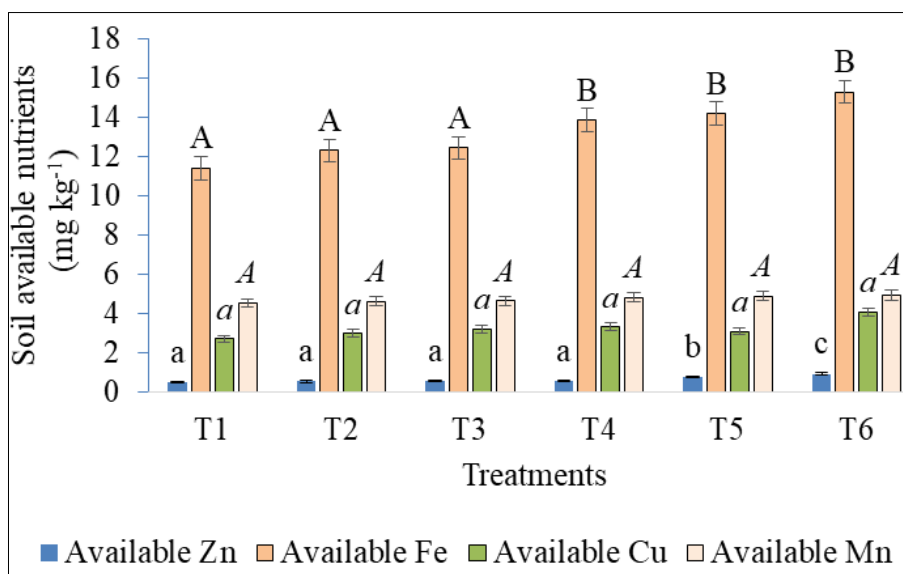 Soil available nutrients
(mg kg-1)
18
16
14
12
10
8
6
4
2
0
a A a A
a A a A
a A a A
a B a A
b B a A
c B a A
T1 T2 T3 T4 T5 T6
Treatments
Available Zn Available Fe Available Cu Available Mn